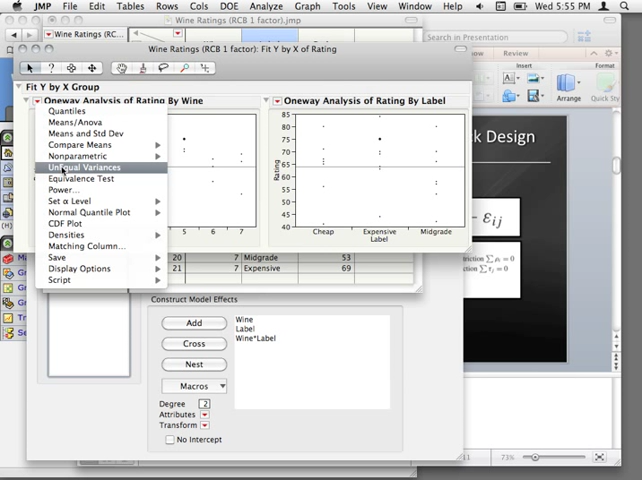 JMP File Edit Tables Rows Cols DOE Analyze Graph Tools View Window Help Wed 5:55 PM
Wine Ratings (RCB 1 factor).jmp
Wine Ratings (RC...
Search in Presentation
Wine Ratings (RCB 1 factor): Fit Y by X of Rating
Review
Insert
Format
Arrange
Quick Sty
Fit Y by X Group
Oneway Analysis of Rating By Wine
Oneway Analysis of Rating By Label
Quantiles
Means/Anova
Means and Std Dev
Compare Means
Nonparametric
UnEqual Variances
Equivalence Test
Power...
Set α Level
Normal Quantile Plot
CDF Plot
Densities
Matching Column...
Save
Display Options
Script
5 6 7
85
80
75
70
65
60
55
50
45
40
Rating
Cheap Expensive Midgrade
Label
k Design
- εij
triction ∑ρi = 0
striction ∑τj = 0
20 7 Midgrade 53
21 7 Expensive 69
Construct Model Effects
Add
Cross
Nest
Macros
Degree 2
Attributes
Transform
No Intercept
Wine
Label
Wine*Label
73%